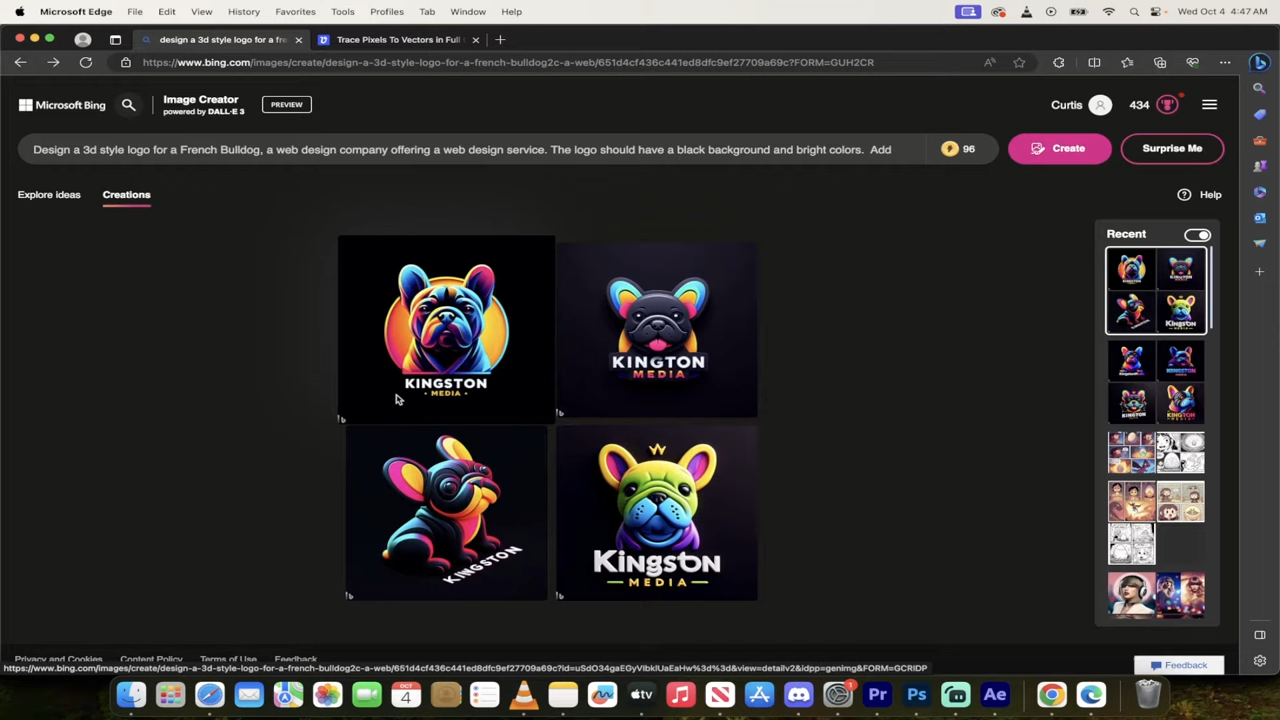 Microsoft Edge File Edit View History Favorites Tools Profiles Tab Window Help Wed Oct 4 4:47 AM
design a 3d style logo for a fre
Trace Pixels To Vectors in Full
https://www.bing.com/images/create/design-a-3d-style-logo-for-a-french-bulldog2c-a-web/651d4cf436c441ed8dfc9ef27709a69c?FORM=GUH2CR
Microsoft Bing
Image Creator
powered by DALL·E 3
PREVIEW
Curtis
434
Design a 3d style logo for a French Bulldog, a web design company offering a web design service. The logo should have a black background and bright colors. Add
96
Create
Surprise Me
Explore ideas
Creations
Help
Recent
KINGSTON
MEDIA
KINGTON
MEDIA
KINGSTON
Kingston
MEDIA
Privacy and Cookies Content Policy Terms of Use Feedback
Feedback